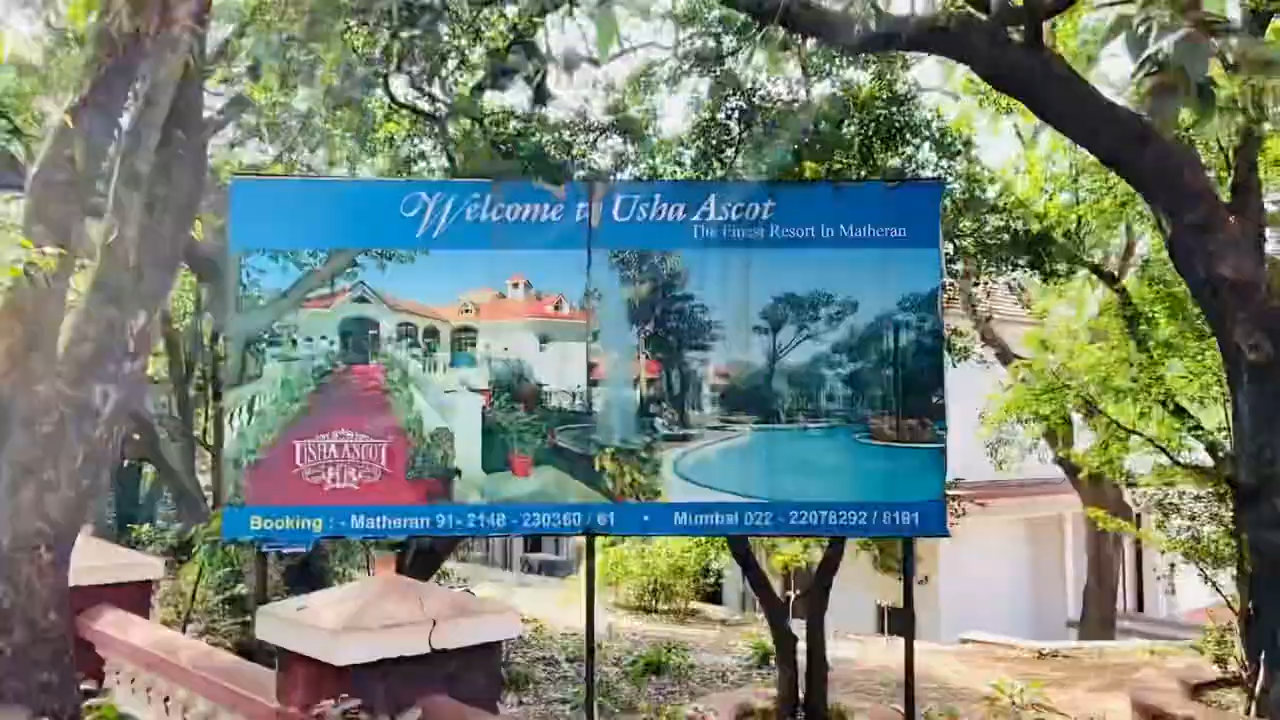 Welcome to Usha Ascot
The Finest Resort In Matheran
USHA ASCOT
Booking : - Matheran 91- 2148 - 230360 / 61 • Mumbai 022 - 22078292 / 8191